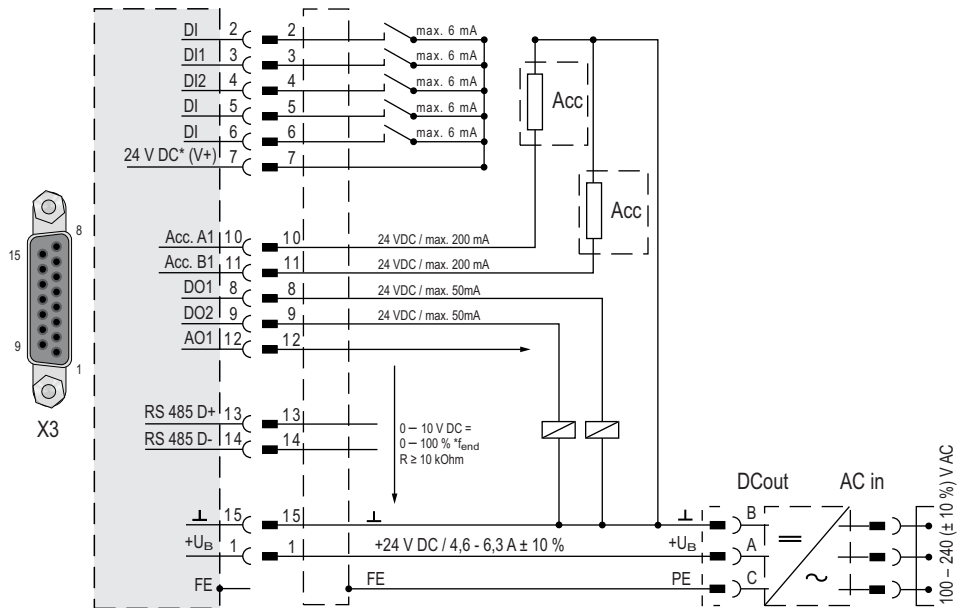 DI 2 2 max. 6 mA
DI1 3 3 max. 6 mA
DI2 4 4 max. 6 mA
DI 5 5 max. 6 mA
DI 6 6 max. 6 mA
24 V DC* (V+) 7 7
Acc
Acc
8
15
9
1
X3
Acc. A1 10 10 24 VDC / max. 200 mA
Acc. B1 11 11 24 VDC / max. 200 mA
DO1 8 8 24 VDC / max. 50mA
DO2 9 9 24 VDC / max. 50mA
AO1 12 12
RS 485 D+ 13 13
RS 485 D- 14 14
0 – 10 V DC =
0 – 100 % *fend
R ≥ 10 kOhm
DCout AC in
⊥ 15 15 ⊥ ⊥ B
+UB 1 1 +24 V DC / 4,6 - 6,3 A ± 10 % +UB A
FE FE PE C
=
~
100 – 240 (± 10 %) V AC